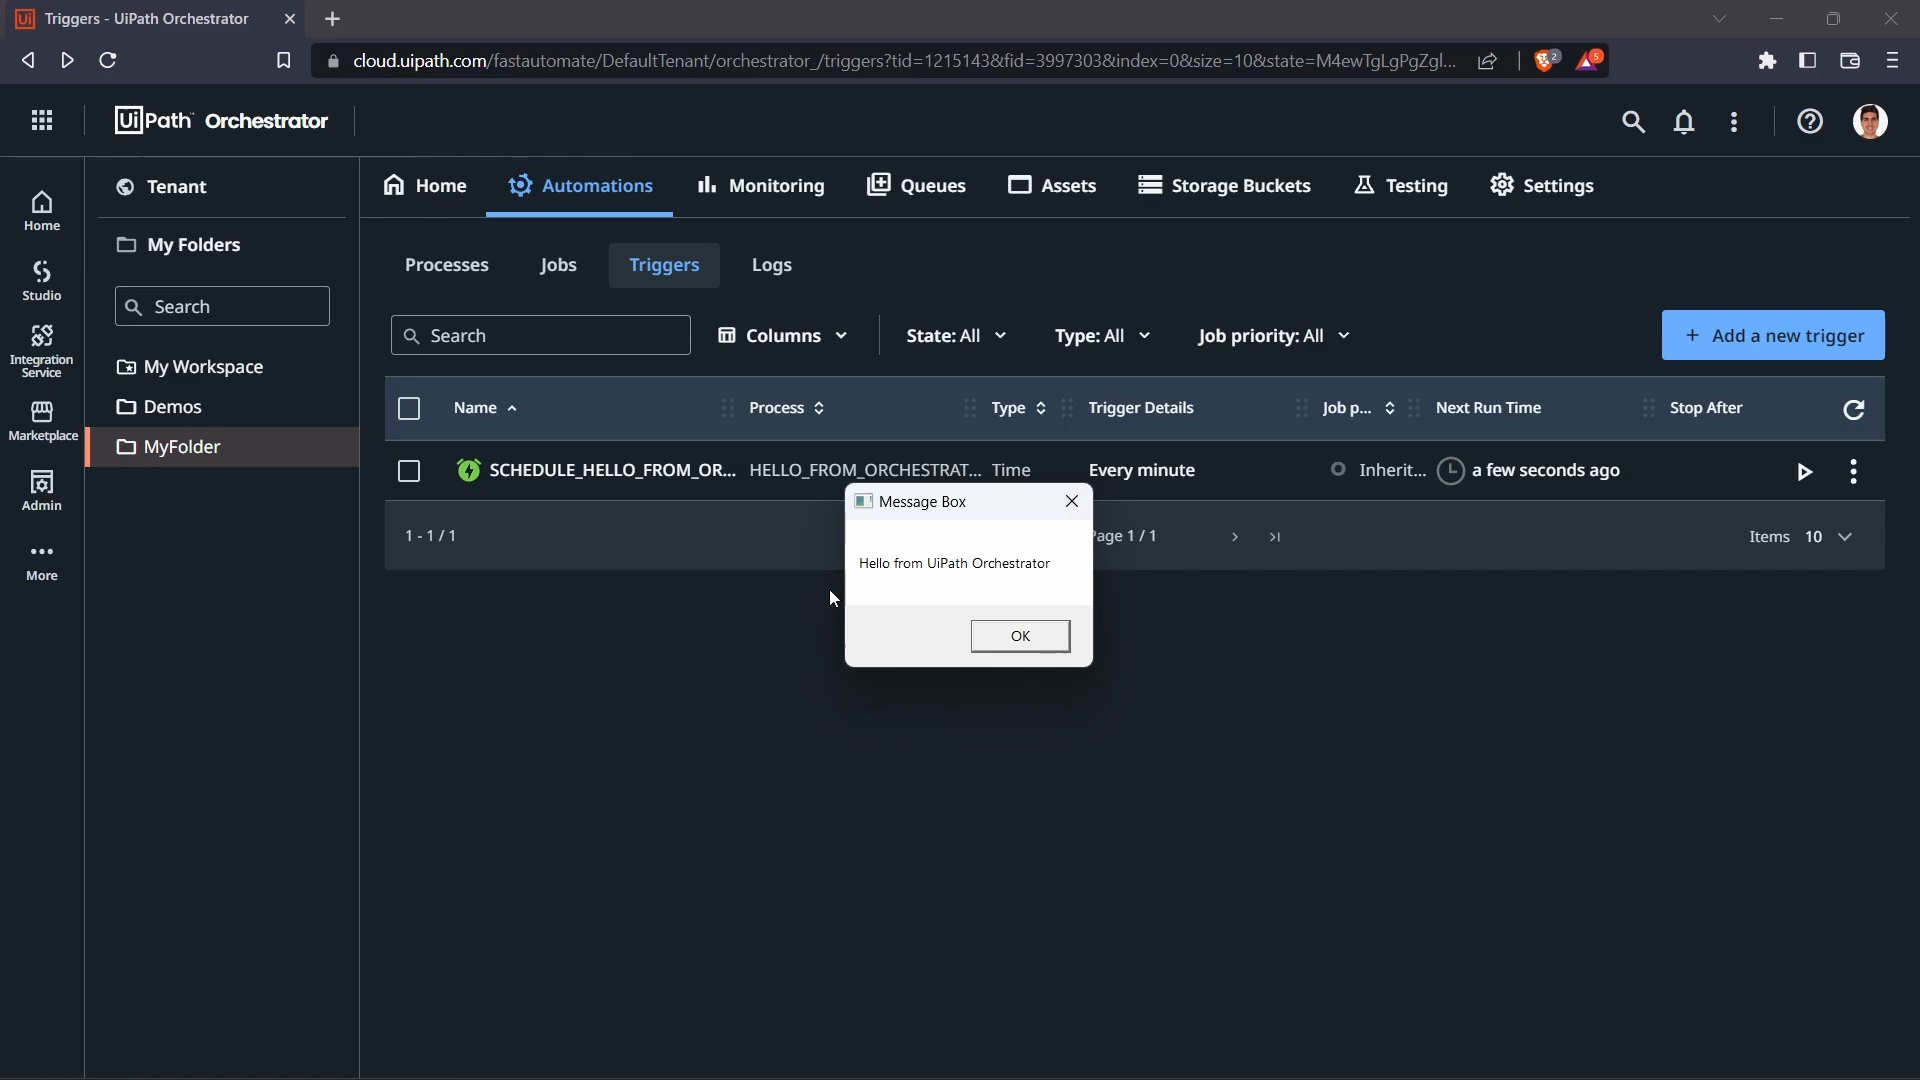 Triggers - UiPath Orchestrator
cloud.uipath.com/fastautomate/DefaultTenant/orchestrator_/triggers?tid=1215143&fid=3997303&index=0&size=10&state=M4ewTgLgPgZgl...
2
5
UiPath Orchestrator
Home
Studio
Integration
Service
Marketplace
Admin
More
Tenant
My Folders
Search
My Workspace
Demos
MyFolder
Home Automations Monitoring Queues Assets Storage Buckets Testing Settings
Processes Jobs Triggers Logs
Search Columns State: All Type: All Job priority: All + Add a new trigger
Name Process Type Trigger Details Job p... Next Run Time Stop After
SCHEDULE_HELLO_FROM_OR... HELLO_FROM_ORCHESTRAT... Time Every minute Inherit... a few seconds ago
1 - 1 / 1 Page 1 / 1 Items 10
Message Box
Hello from UiPath Orchestrator
OK